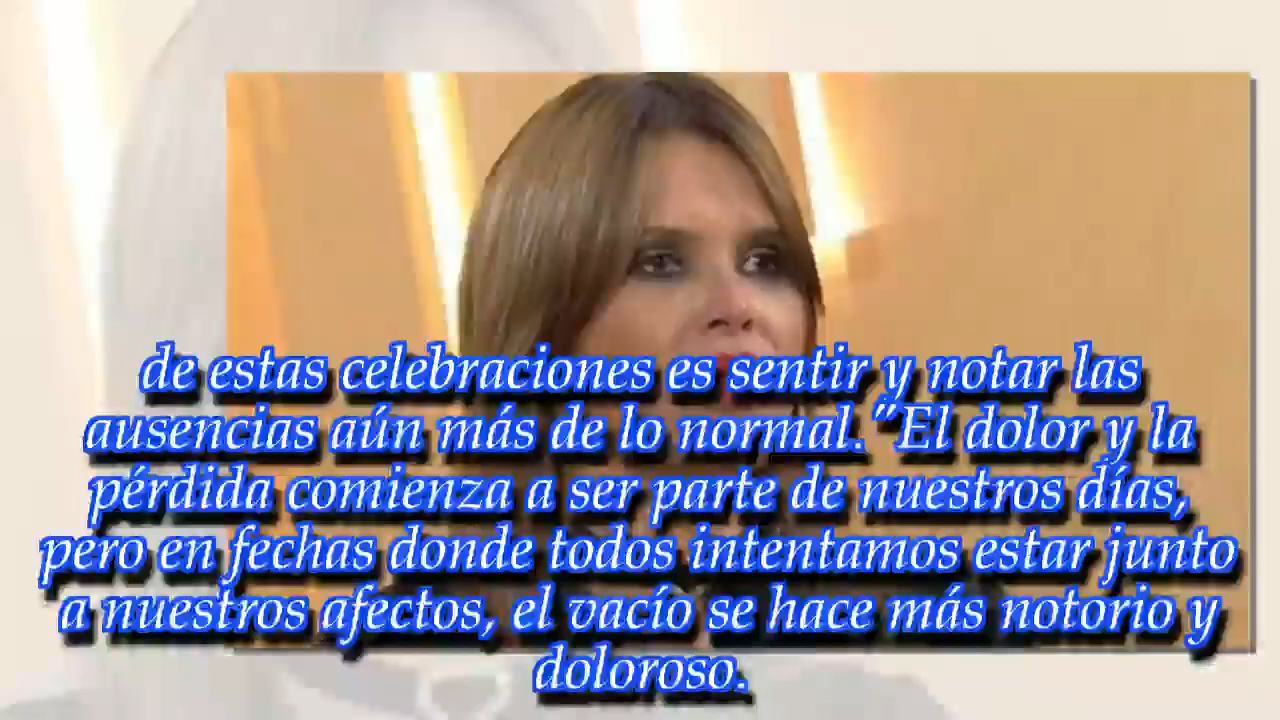 de estas celebraciones es sentir y notar las
ausencias aún más de lo normal."El dolor y la
pérdida comienza a ser parte de nuestros días,
pero en fechas donde todos intentamos estar junto
a nuestros afectos, el vacío se hace más notorio y
doloroso.